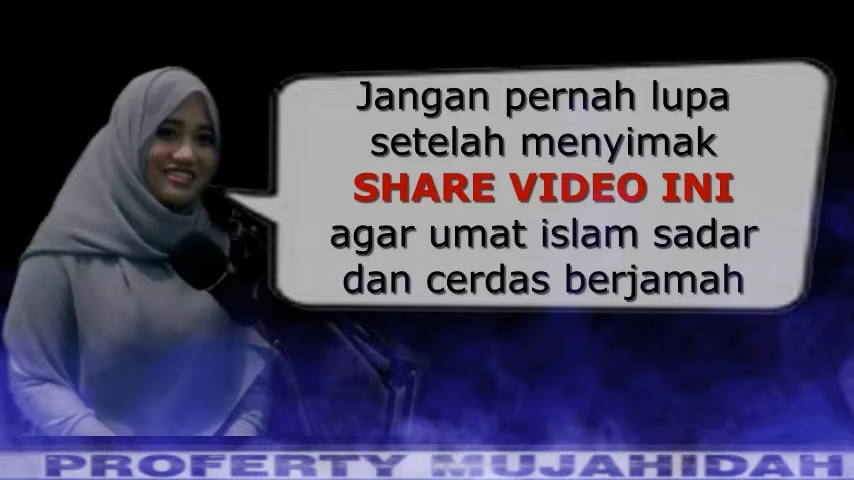 Jangan pernah lupa
setelah menyimak
SHARE VIDEO INI
agar umat islam sadar
dan cerdas berjamah
PROFERTY MUJAHIDAH